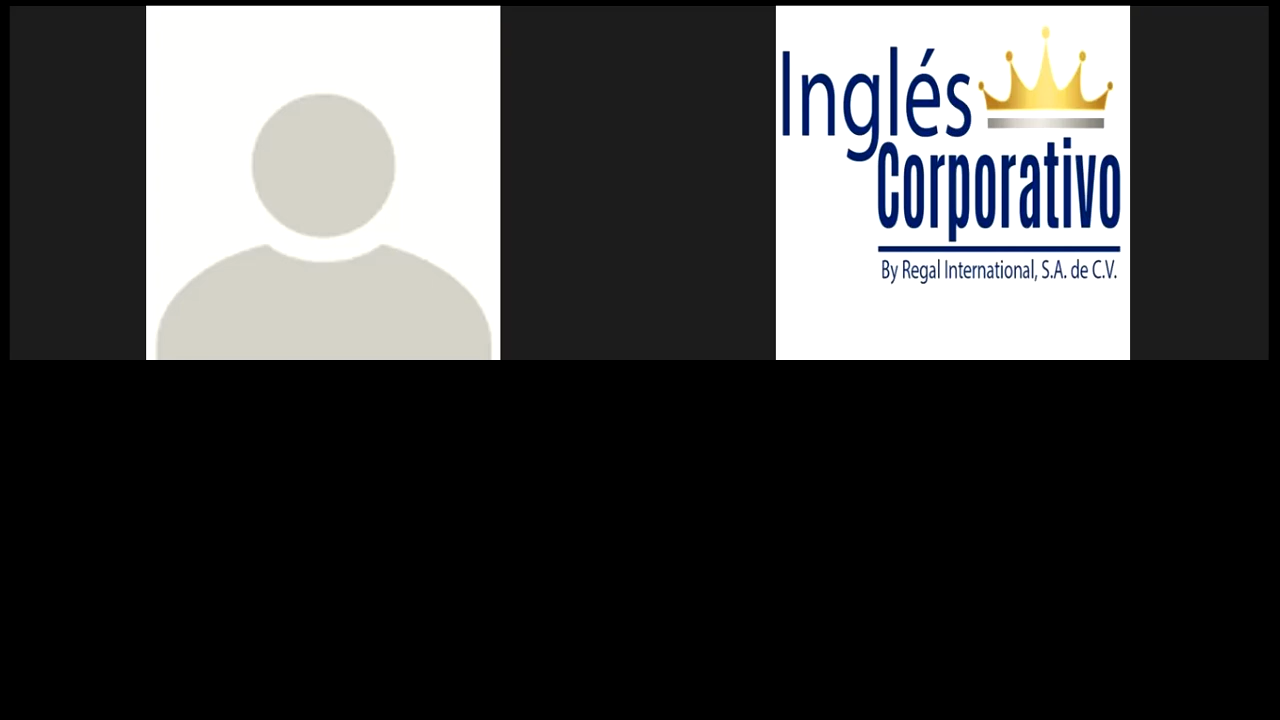 Inglés
Corporativo
By Regal International, S.A. de C.V.